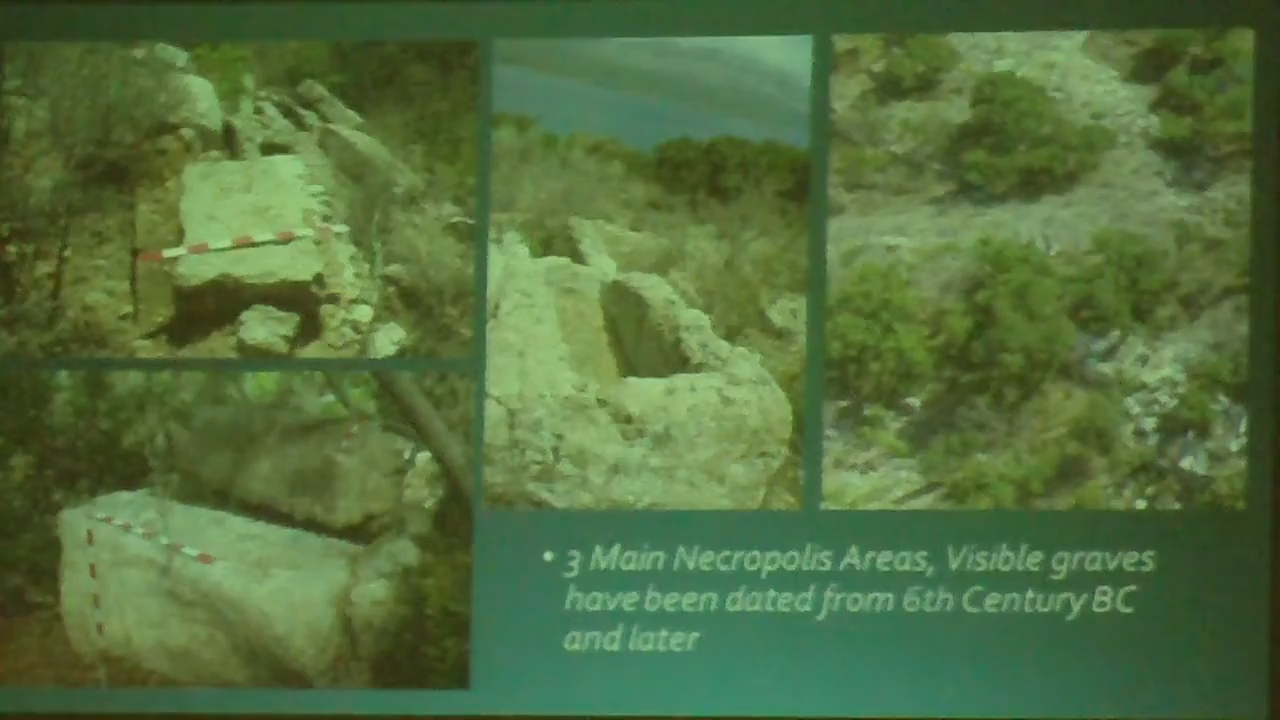 • 3 Main Necropolis Areas, Visible graves
have been dated from 6th Century BC
and later